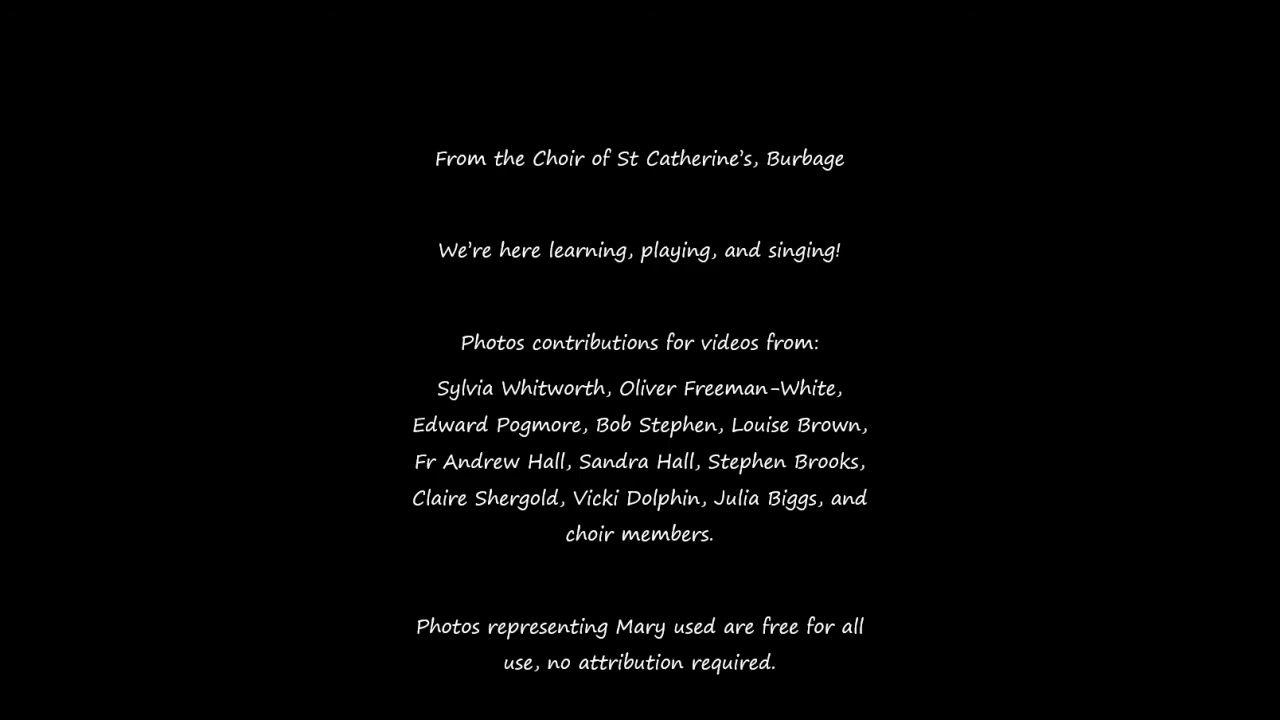 From the Choir of St Catherine's, Burbage
We're here learning, playing, and singing!
Photos contributions for videos from:
Sylvia Whitworth, Oliver Freeman-White,
Edward Pogmore, Bob Stephen, Louise Brown,
Fr Andrew Hall, Sandra Hall, Stephen Brooks,
Claire Shergold, Vicki Dolphin, Julia Biggs, and
choir members.
Photos representing Mary used are free for all
use, no attribution required.